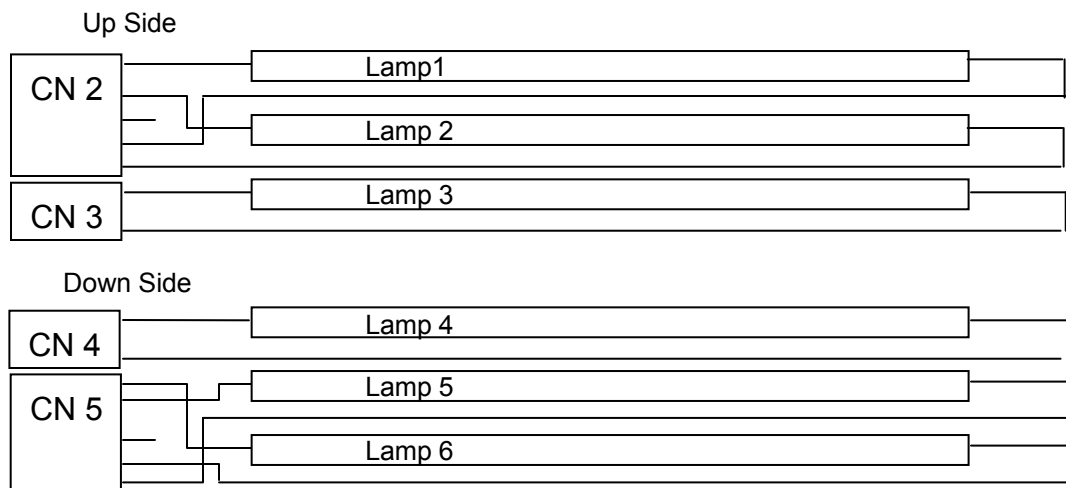 Up Side
CN 2
Lamp1
Lamp 2
CN 3
Lamp 3
Down Side
CN 4
Lamp 4
CN 5
Lamp 5
Lamp 6